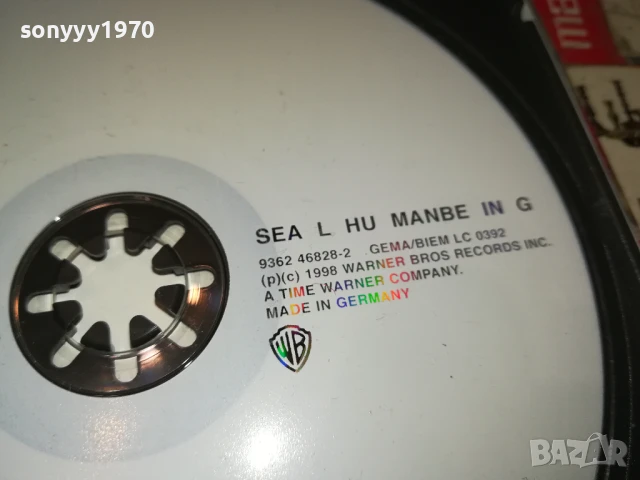 sonyyy1970
SEA L HU MANBE IN G
9362 46828-2 GEMA/BIEM LC 0392
(p)(c) 1998 WARNER BROS RECORDS INC.
A TIME WARNER COMPANY.
MADE IN GERMANY
WB
BAZAR